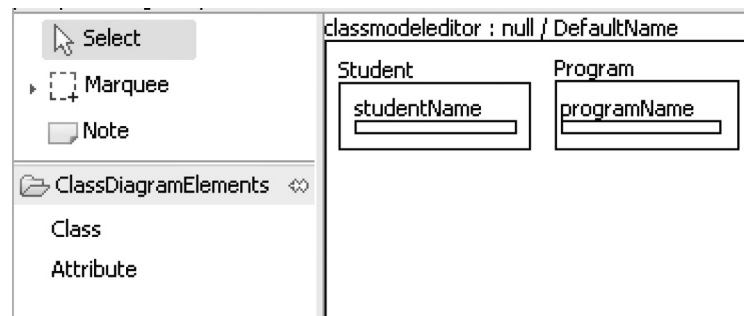 Select
Marquee
Note
ClassDiagramElements
Class
Attribute
classmodeleditor : null / DefaultName
Student Program
studentName programName